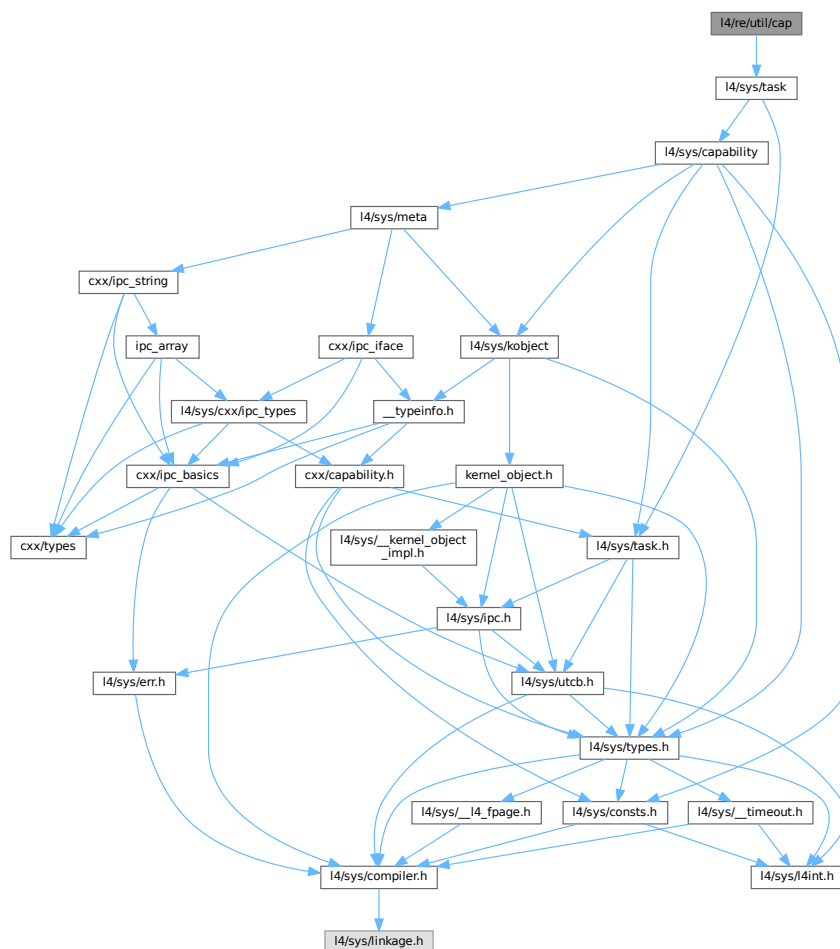 l4/re/util/cap
l4/sys/task
l4/sys/capability
l4/sys/meta
cxx/ipc_string
ipc_array
cxx/ipc_iface
l4/sys/kobject
l4/sys/cxx/ipc_types
__typeinfo.h
cxx/ipc_basics
cxx/capability.h
kernel_object.h
cxx/types
l4/sys/__kernel_object
_impl.h
l4/sys/task.h
l4/sys/ipc.h
l4/sys/err.h
l4/sys/utcb.h
l4/sys/types.h
l4/sys/__l4_fpage.h
l4/sys/consts.h
l4/sys/__timeout.h
l4/sys/compiler.h
l4/sys/l4int.h
l4/sys/linkage.h